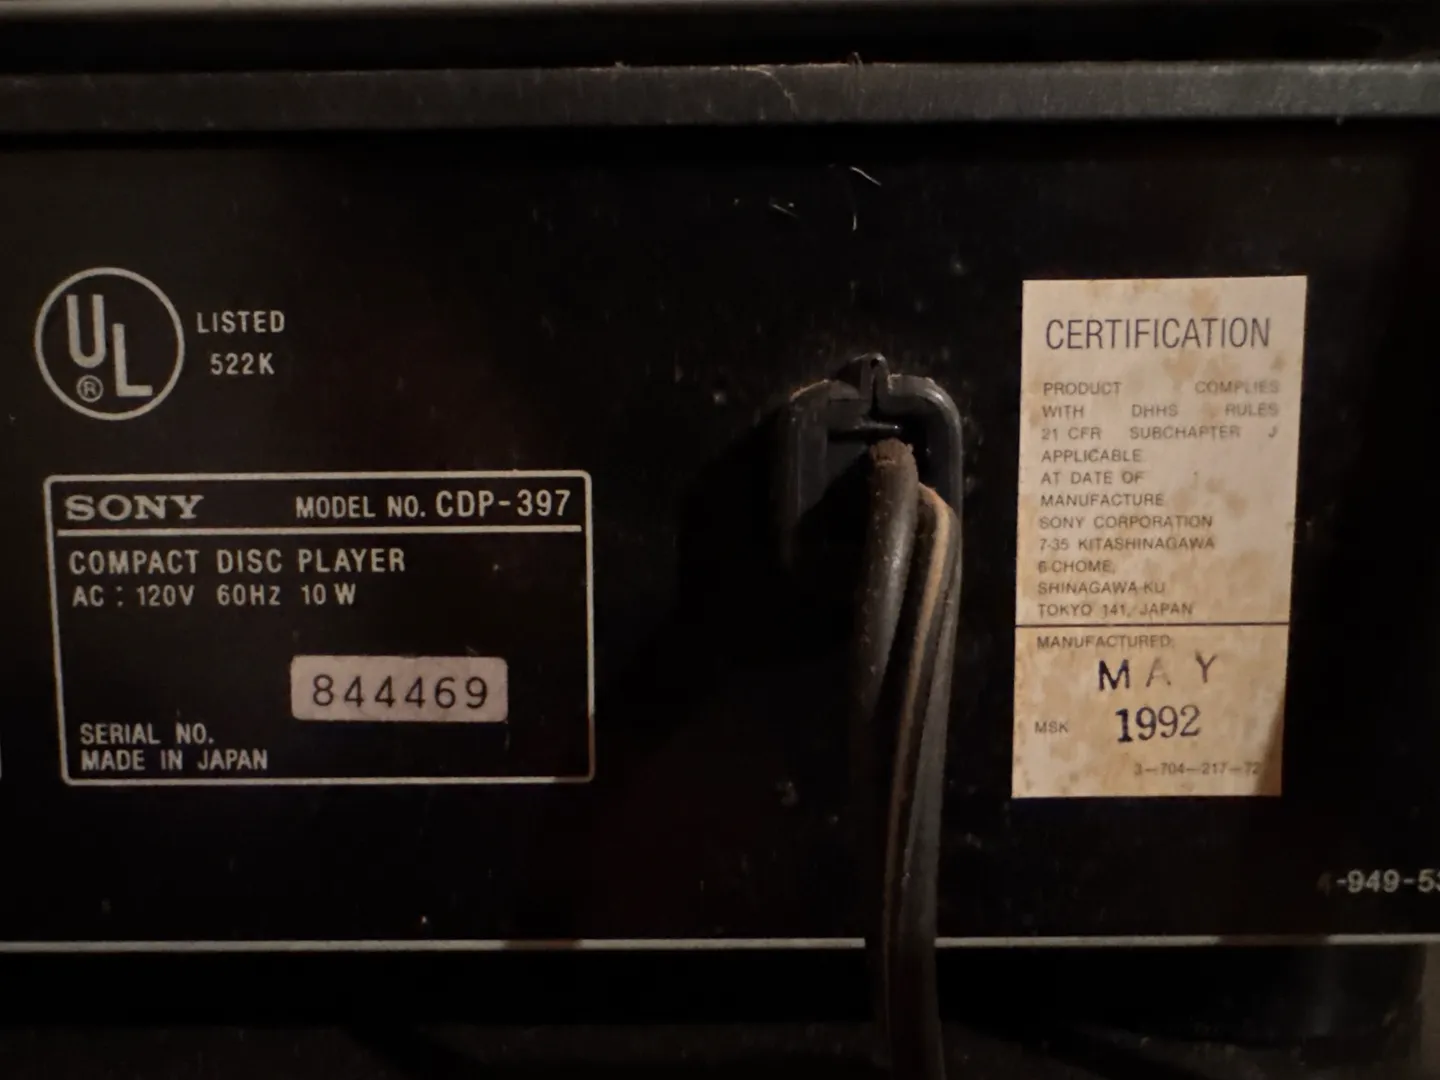 UL
®
LISTED
522K
SONY MODEL NO. CDP-397
COMPACT DISC PLAYER
AC : 120V 60HZ 10 W
844469
SERIAL NO.
MADE IN JAPAN
CERTIFICATION
PRODUCT COMPLIES
WITH DHHS RULES
21 CFR SUBCHAPTER J
APPLICABLE
AT DATE OF
MANUFACTURE
SONY CORPORATION
7-35 KITASHINAGAWA
6 CHOME,
SHINAGAWA-KU
TOKYO 141, JAPAN
MANUFACTURED:
MAY
MSK 1992
3-704-217-72
-949-